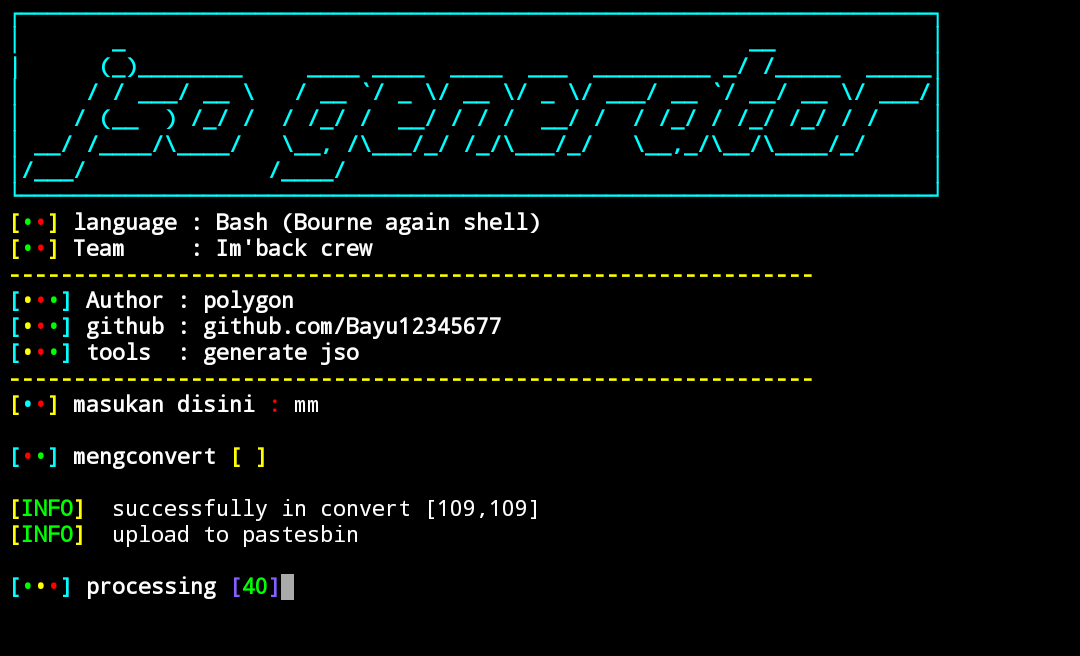 jso generator
[••] language : Bash (Bourne again shell)
[••] Team     : Im'back crew
--------------------------------------------------------------
[•••] Author : polygon
[•••] github : github.com/Bayu12345677
[•••] tools  : generate jso
--------------------------------------------------------------
[••] masukan disini : mm
[••] mengconvert [ ]
[INFO]  successfully in convert [109,109]
[INFO]  upload to pastesbin
[•••] processing [40]